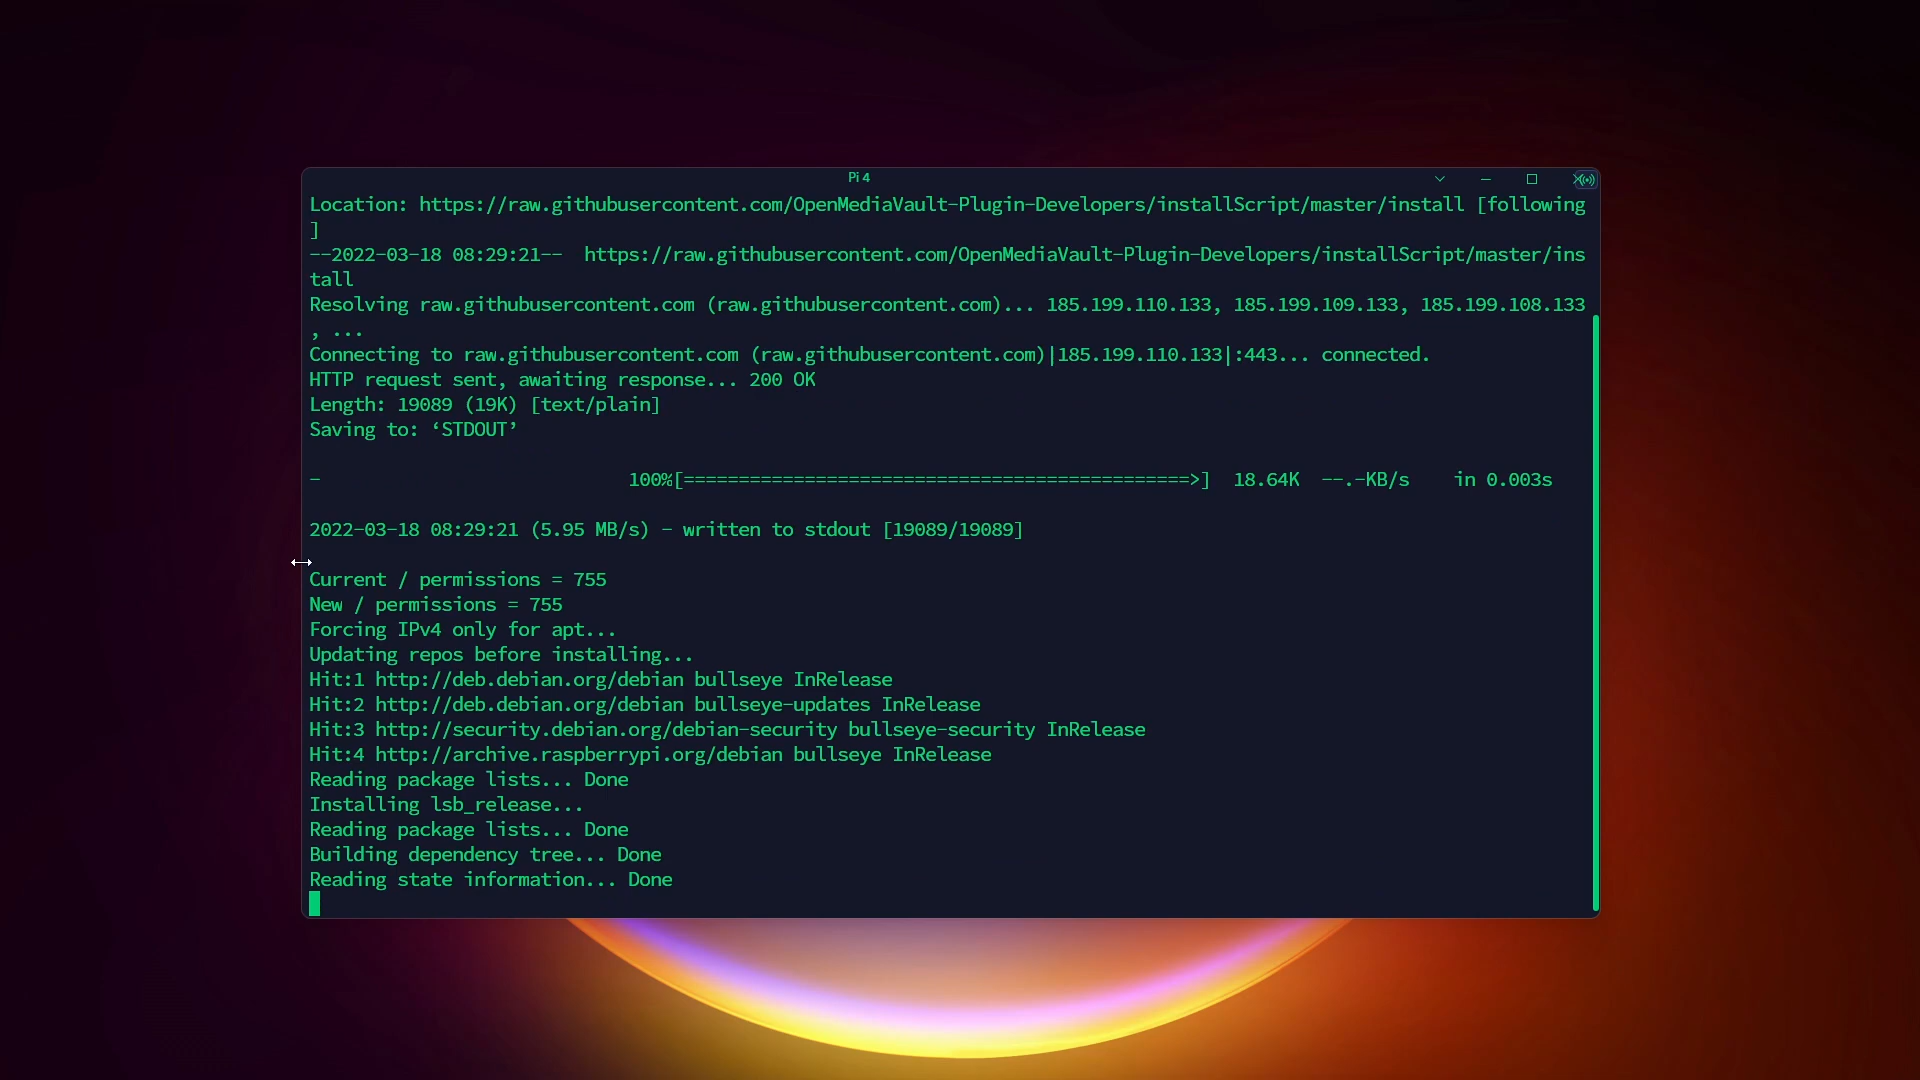 Pi 4
Location: https://raw.githubusercontent.com/OpenMediaVault-Plugin-Developers/installScript/master/install [following
]
--2022-03-18 08:29:21--  https://raw.githubusercontent.com/OpenMediaVault-Plugin-Developers/installScript/master/ins
tall
Resolving raw.githubusercontent.com (raw.githubusercontent.com)... 185.199.110.133, 185.199.109.133, 185.199.108.133
, ...
Connecting to raw.githubusercontent.com (raw.githubusercontent.com)|185.199.110.133|:443... connected.
HTTP request sent, awaiting response... 200 OK
Length: 19089 (19K) [text/plain]
Saving to: ‘STDOUT’
-                            100%[==============================================>]  18.64K  --.-KB/s    in 0.003s
2022-03-18 08:29:21 (5.95 MB/s) - written to stdout [19089/19089]
Current / permissions = 755
New / permissions = 755
Forcing IPv4 only for apt...
Updating repos before installing...
Hit:1 http://deb.debian.org/debian bullseye InRelease
Hit:2 http://deb.debian.org/debian bullseye-updates InRelease
Hit:3 http://security.debian.org/debian-security bullseye-security InRelease
Hit:4 http://archive.raspberrypi.org/debian bullseye InRelease
Reading package lists... Done
Installing lsb_release...
Reading package lists... Done
Building dependency tree... Done
Reading state information... Done